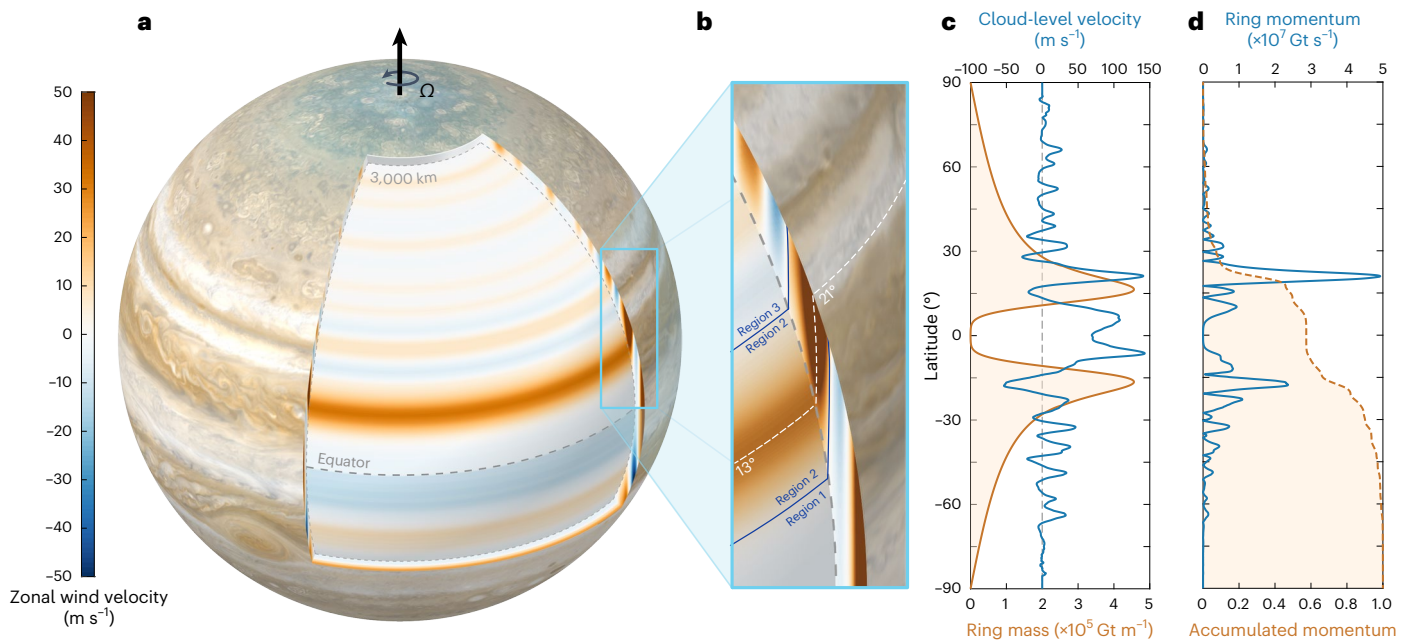 a
b
c
d
Cloud-level velocity
(m s⁻¹)
Ring momentum
(×10⁷ Gt s⁻¹)
–100 –50 0 50 100 150
0 1 2 3 4 5
Ω
50
40
30
20
10
0
–10
–20
–30
–40
–50
Zonal wind velocity
(m s⁻¹)
3,000 km
Equator
Region 3
Region 2
21°
13°
Region 2
Region 1
Latitude (°)
90
60
30
0
–30
–60
–90
0 1 2 3 4 5
Ring mass (×10⁵ Gt m⁻¹)
0 0.2 0.4 0.6 0.8 1.0
Accumulated momentum